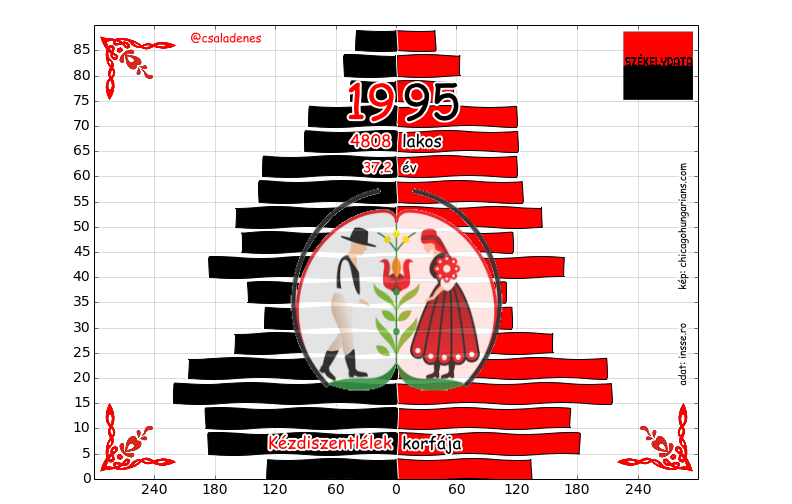 @csaladenes
SZÉKELYDATA
1995
4808 lakos
37,2 év
kép: chicagohungarians.com
adat: insse.ro
Kézdiszentlélek korfája
85
80
75
70
65
60
55
50
45
40
35
30
25
20
15
10
5
0
240 180 120 60 0 60 120 180 240